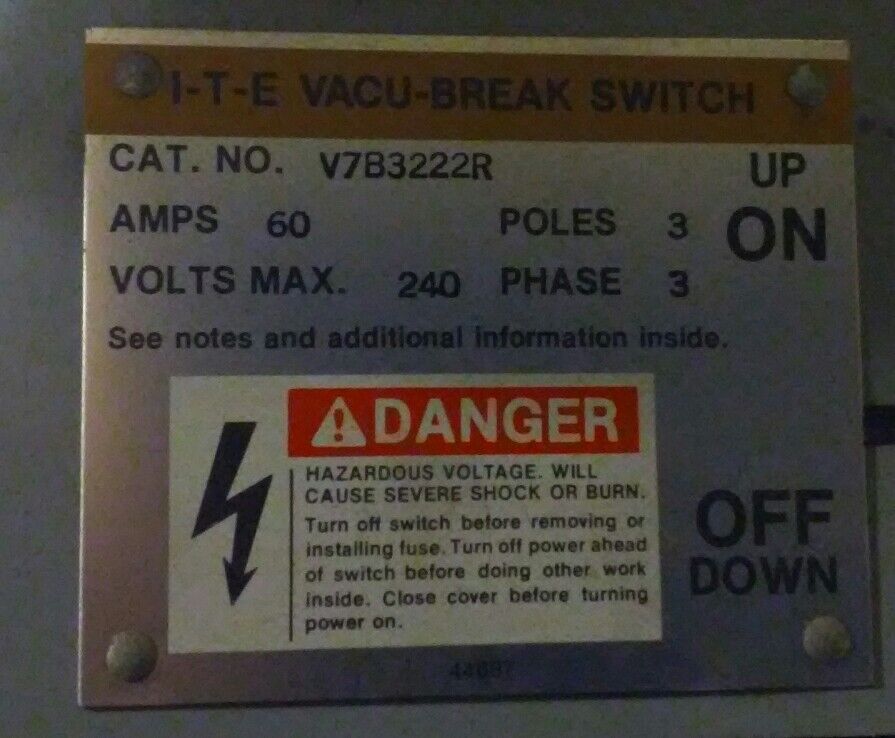 I-T-E VACU-BREAK SWITCH
CAT. NO. V7B3222R
UP
AMPS 60 POLES 3
ON
VOLTS MAX. 240 PHASE 3
See notes and additional information inside.
DANGER
HAZARDOUS VOLTAGE. WILL
CAUSE SEVERE SHOCK OR BURN.
Turn off switch before removing or
installing fuse. Turn off power ahead
of switch before doing other work
inside. Close cover before turning
power on.
OFF
DOWN